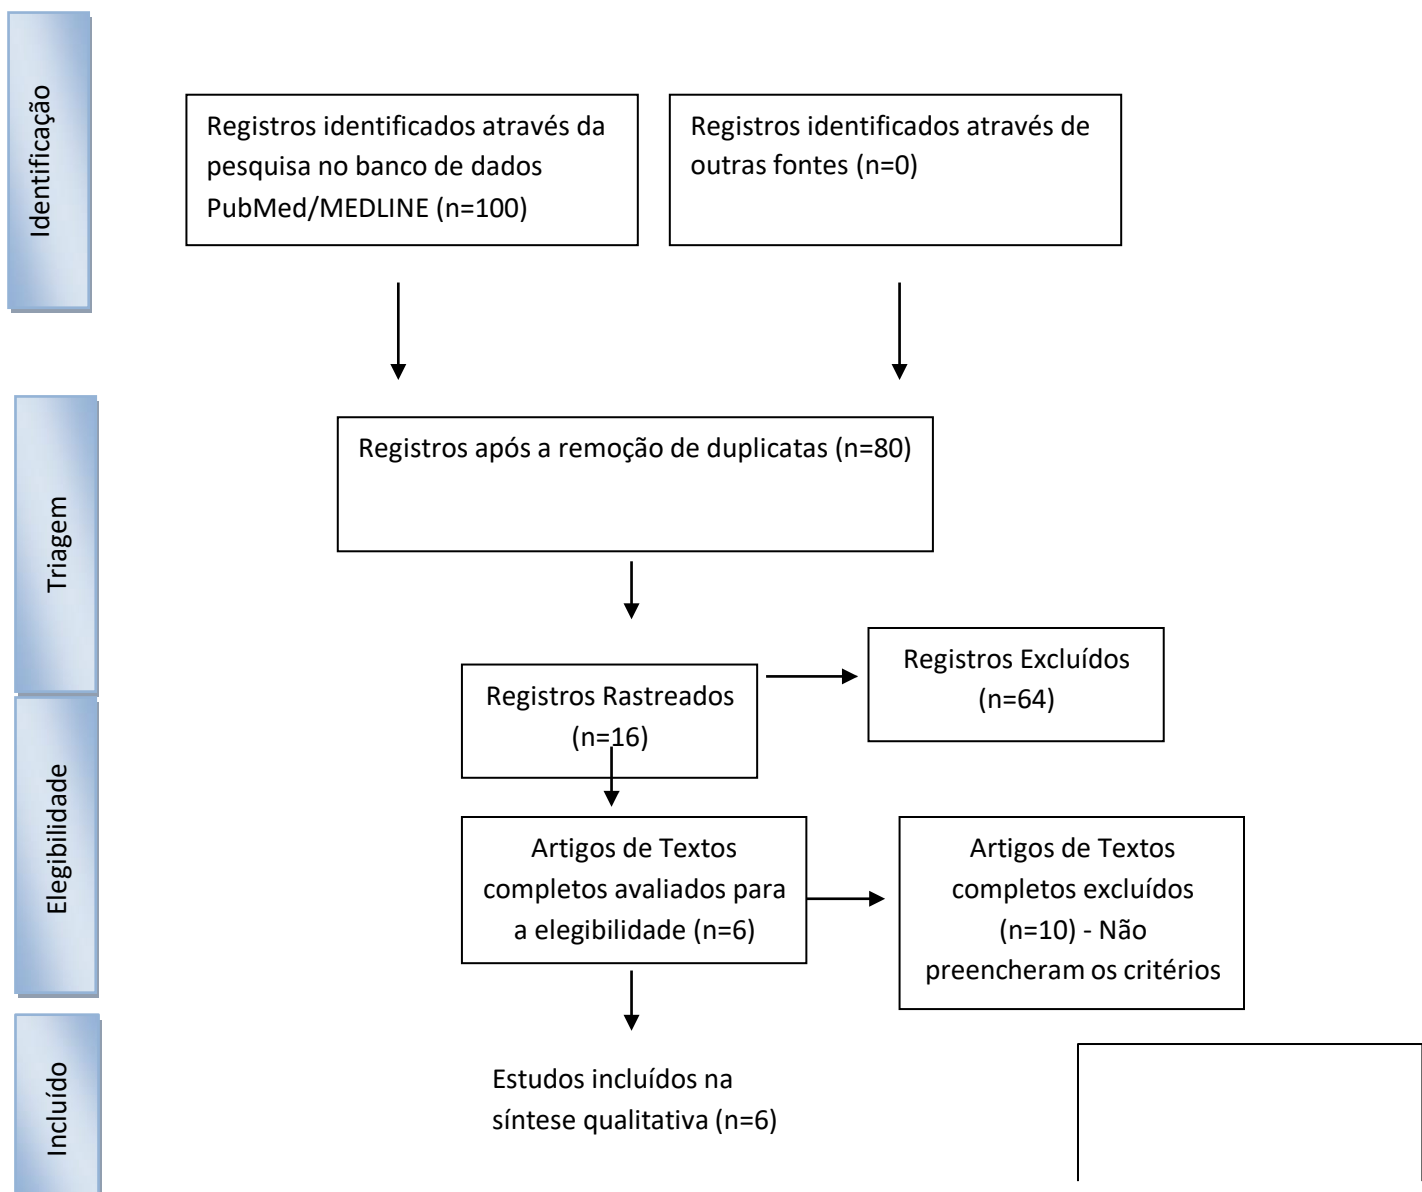 Identificação
Registros identificados através da
pesquisa no banco de dados
PubMed/MEDLINE (n=100)
Registros identificados através de
outras fontes (n=0)
Triagem
Registros após a remoção de duplicatas (n=80)
Registros Rastreados
(n=16)
Registros Excluídos
(n=64)
Elegibilidade
Artigos de Textos
completos avaliados para
a elegibilidade (n=6)
Artigos de Textos
completos excluídos
(n=10) - Não
preencheram os critérios
Incluído
Estudos incluídos na
síntese qualitativa (n=6)